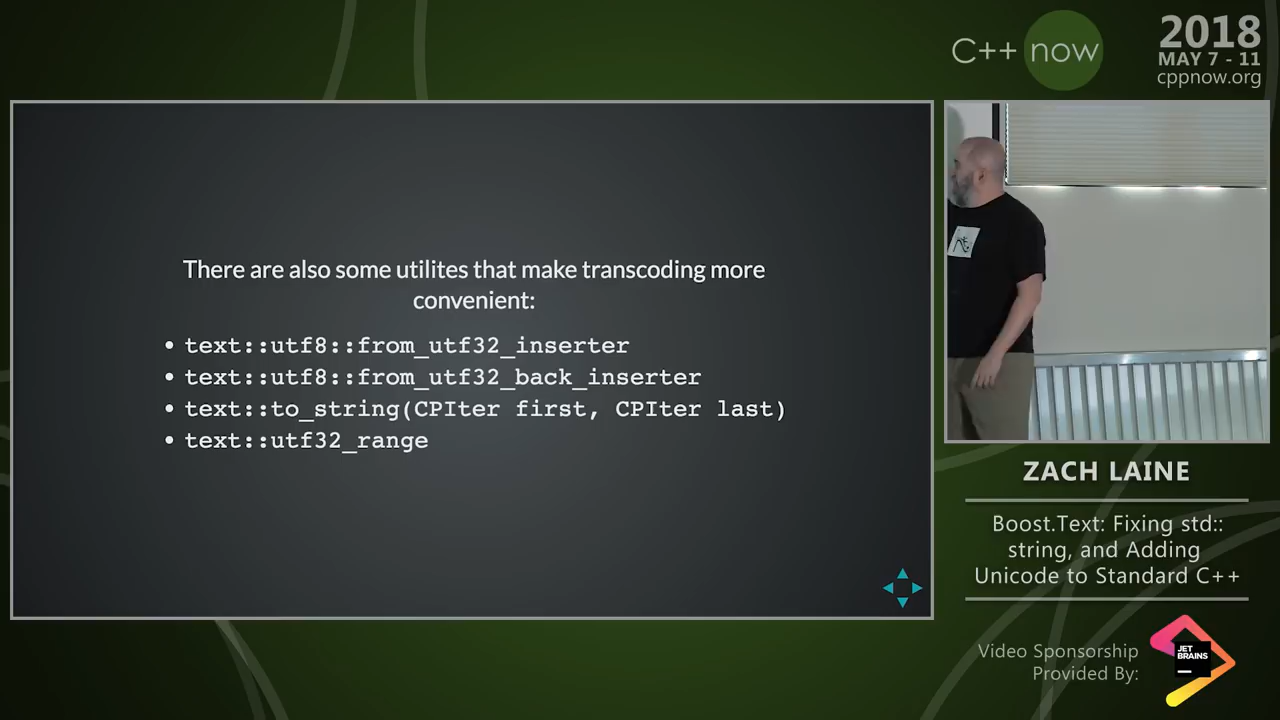 C++ now
2018
MAY 7 - 11
cppnow.org
There are also some utilites that make transcoding more
convenient:
• text::utf8::from_utf32_inserter
• text::utf8::from_utf32_back_inserter
• text::to_string(CPIter first, CPIter last)
• text::utf32_range
ZACH LAINE
Boost.Text: Fixing std::
string, and Adding
Unicode to Standard C++
Video Sponsorship
Provided By:
JET
BRAINS